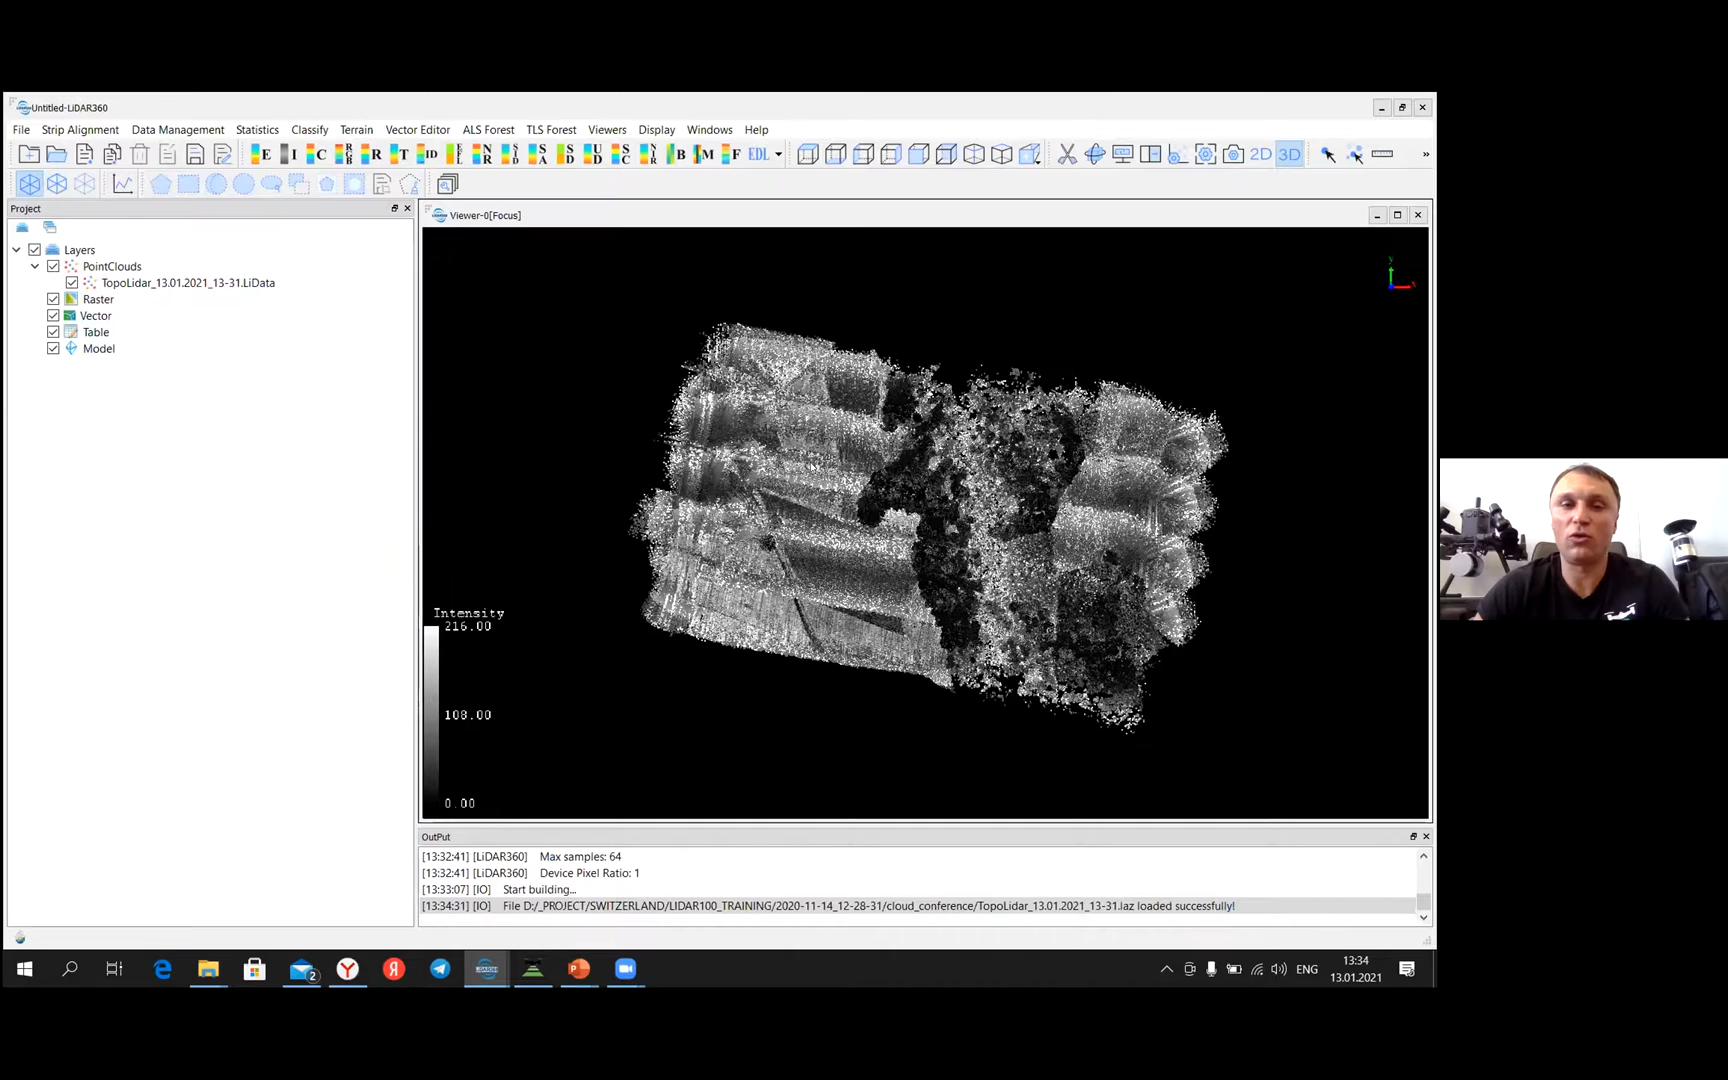 Untitled-LiDAR360
File Strip Alignment Data Management Statistics Classify Terrain Vector Editor ALS Forest TLS Forest Viewers Display Windows Help
E I C R T ID B M F EDL 2D 3D »
Project
Viewer-0[Focus]
Layers
PointClouds
TopoLidar_13.01.2021_13-31.LiData
Raster
Vector
Table
Model
Intensity
216.00
108.00
0.00
OutPut
[13:32:41] [LiDAR360] Max samples: 64
[13:32:41] [LiDAR360] Device Pixel Ratio: 1
[13:33:07] [IO] Start building...
[13:34:31] [IO] File D:/_PROJECT/SWITZERLAND/LIDAR100_TRAINING/2020-11-14_12-28-31/cloud_conference/TopoLidar_13.01.2021_13-31.laz loaded successfully!
2
Я
ENG
13:34
13.01.2021